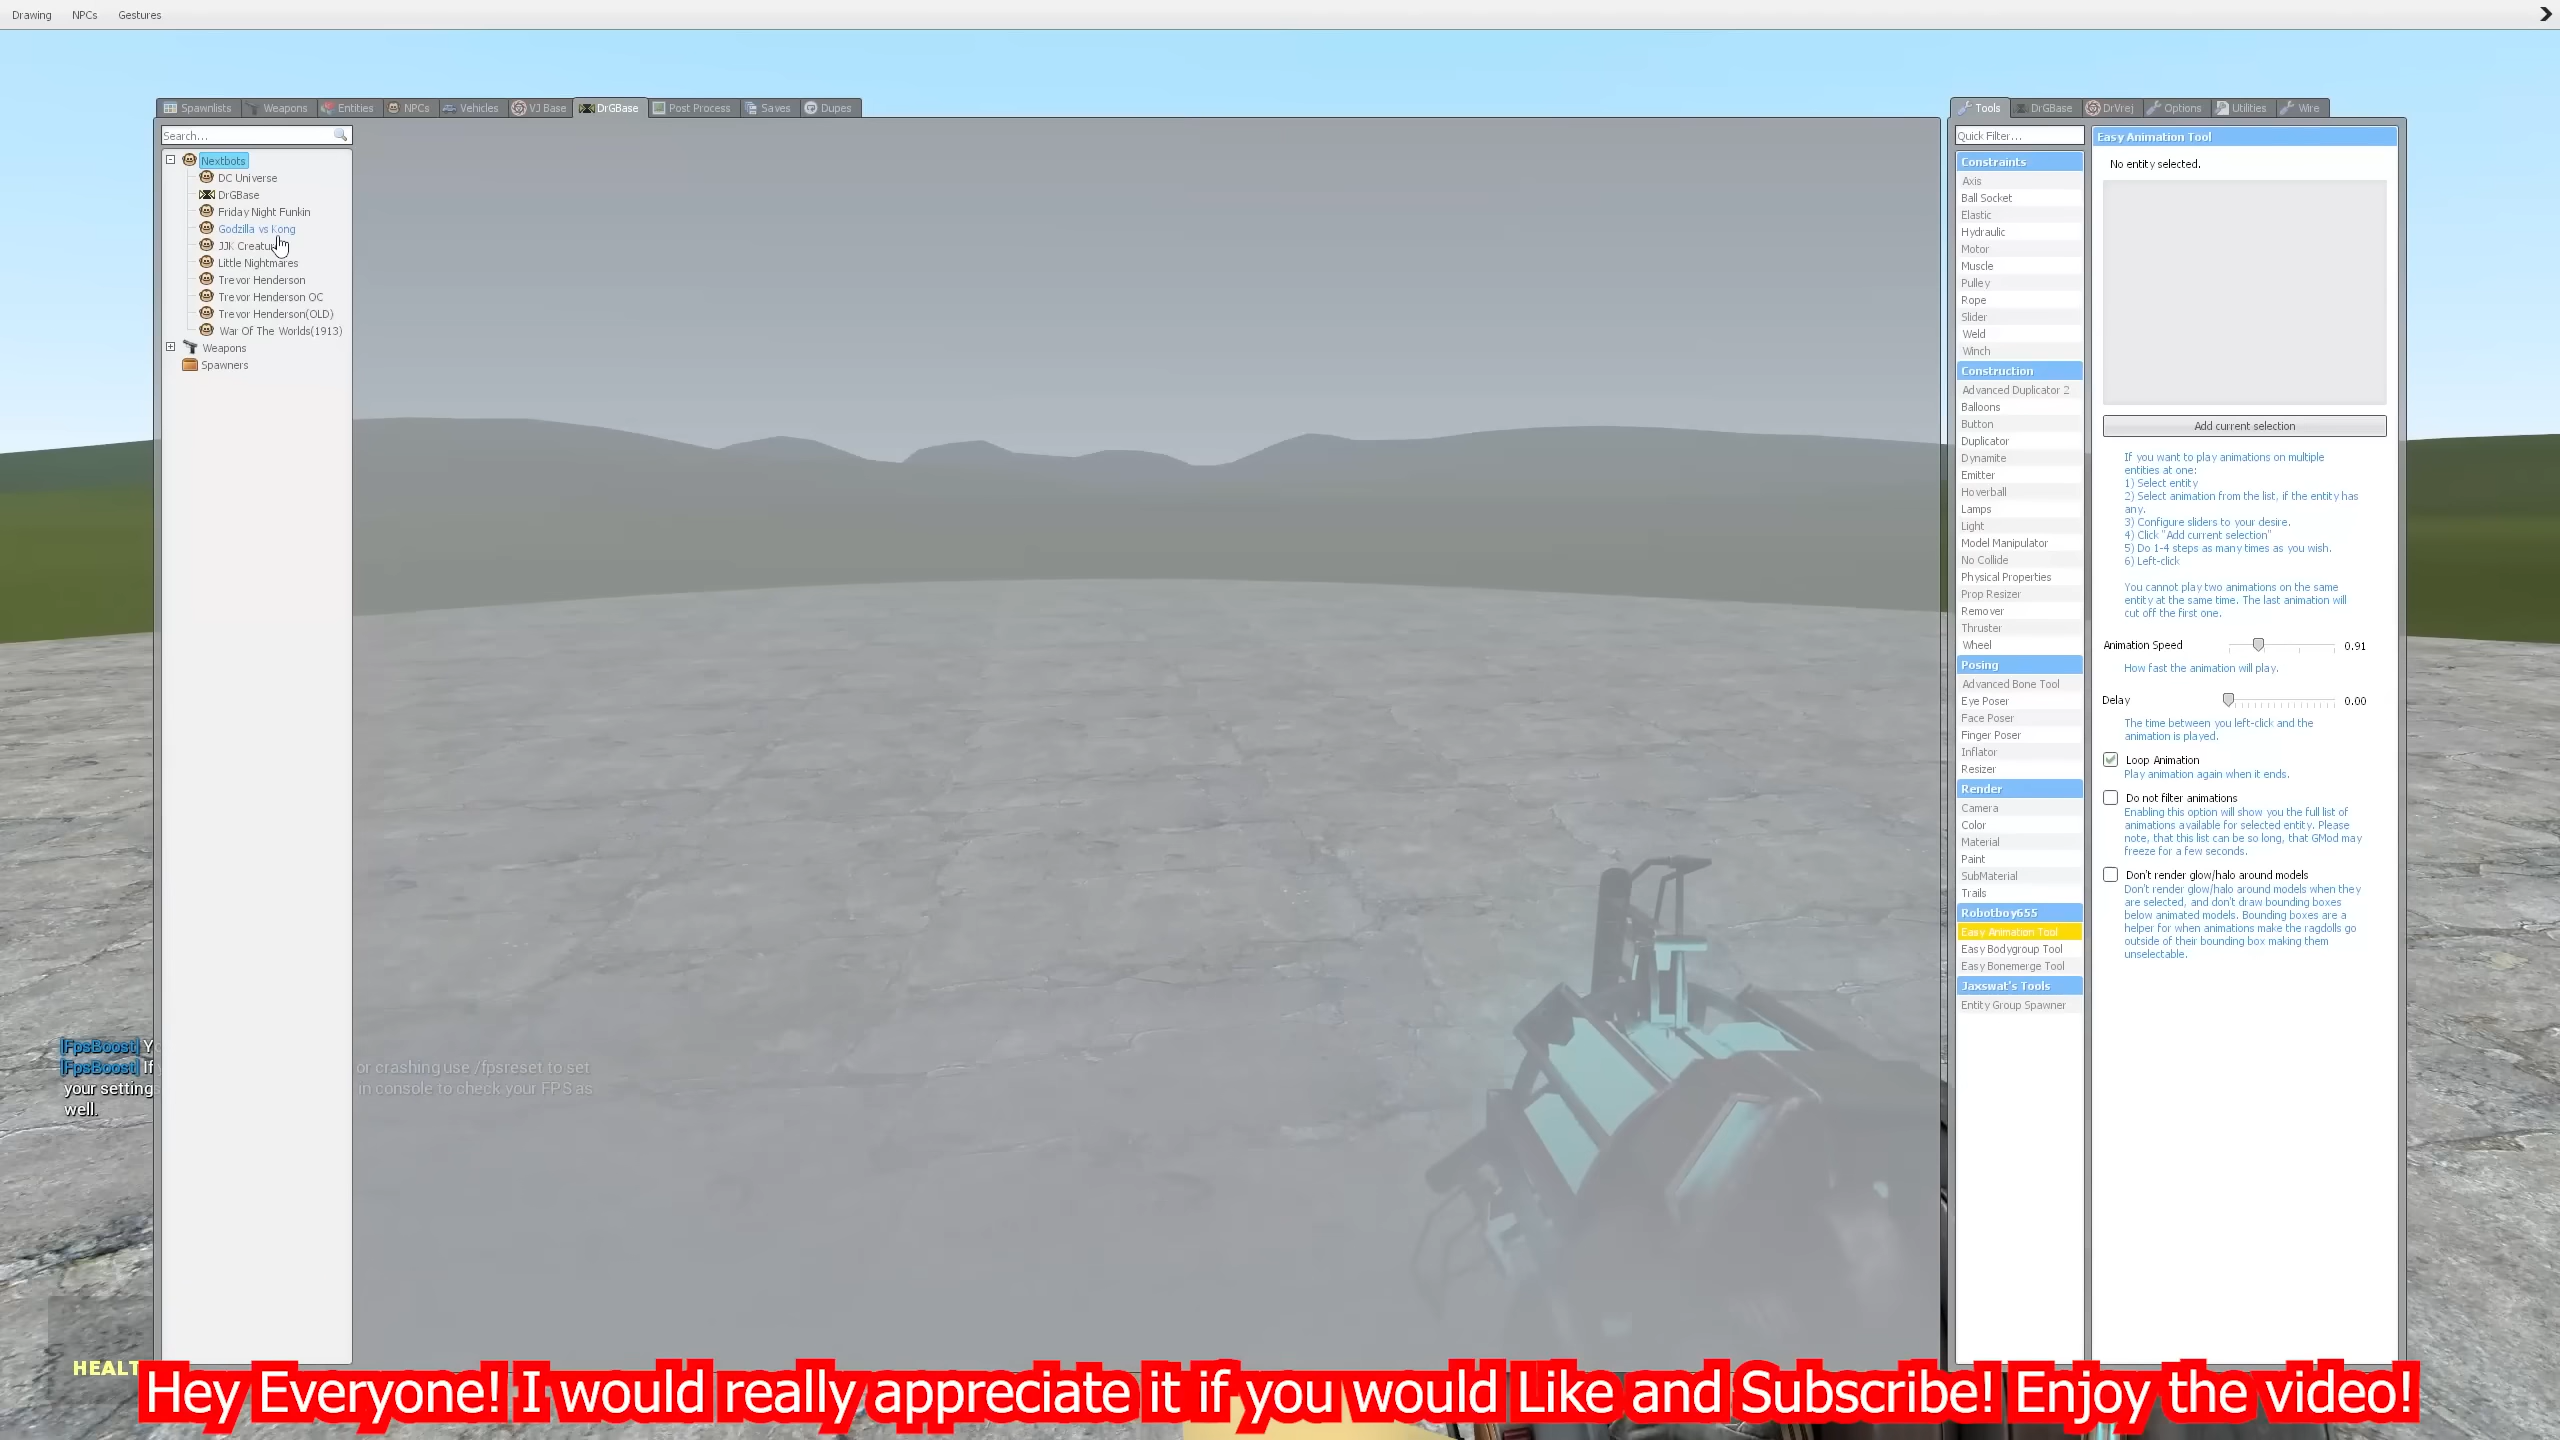 Drawing NPCs Gestures
Spawnlists Weapons Entities NPCs Vehicles VJ Base DrGBase Post Process Saves Dupes
Search...
Nextbots
DC Universe
DrGBase
Friday Night Funkin
Godzilla vs Kong
JJK Creatu
Little Nightmares
Trevor Henderson
Trevor Henderson OC
Trevor Henderson(OLD)
War Of The Worlds(1913)
Weapons
Spawners
Tools DrGBase DrVrej Options Utilities Wire
Quick Filter...
Constraints
Axis
Ball Socket
Elastic
Hydraulic
Motor
Muscle
Pulley
Rope
Slider
Weld
Winch
Construction
Advanced Duplicator 2
Balloons
Button
Duplicator
Dynamite
Emitter
Hoverball
Lamps
Light
Model Manipulator
No Collide
Physical Properties
Prop Resizer
Remover
Thruster
Wheel
Posing
Advanced Bone Tool
Eye Poser
Face Poser
Finger Poser
Inflator
Resizer
Render
Camera
Color
Material
Paint
SubMaterial
Trails
Robotboy655
Easy Animation Tool
Easy Bodygroup Tool
Easy Bonemerge Tool
Jaxswat's Tools
Entity Group Spawner
Easy Animation Tool
No entity selected.
Add current selection
If you want to play animations on multiple
entities at one:
1) Select entity
2) Select animation from the list, if the entity has
any.
3) Configure sliders to your desire.
4) Click "Add current selection"
5) Do 1-4 steps as many times as you wish.
6) Left-click
You cannot play two animations on the same
entity at the same time. The last animation will
cut off the first one.
Animation Speed 0.91
How fast the animation will play.
Delay 0.00
The time between you left-click and the
animation is played.
Loop Animation
Play animation again when it ends.
Do not filter animations
Enabling this option will show you the full list of
animations available for selected entity. Please
note, that this list can be so long, that GMod may
freeze for a few seconds.
Don't render glow/halo around models
Don't render glow/halo around models when they
are selected, and don't draw bounding boxes
below animated models. Bounding boxes are a
helper for when animations make the ragdolls go
outside of their bounding box making them
unselectable.
[FpsBoost] Y
[FpsBoost] If or crashing use /fpsreset to set
your setting in console to check your FPS as
well.
HEALT
Hey Everyone! I would really appreciate it if you would Like and Subscribe! Enjoy the video!